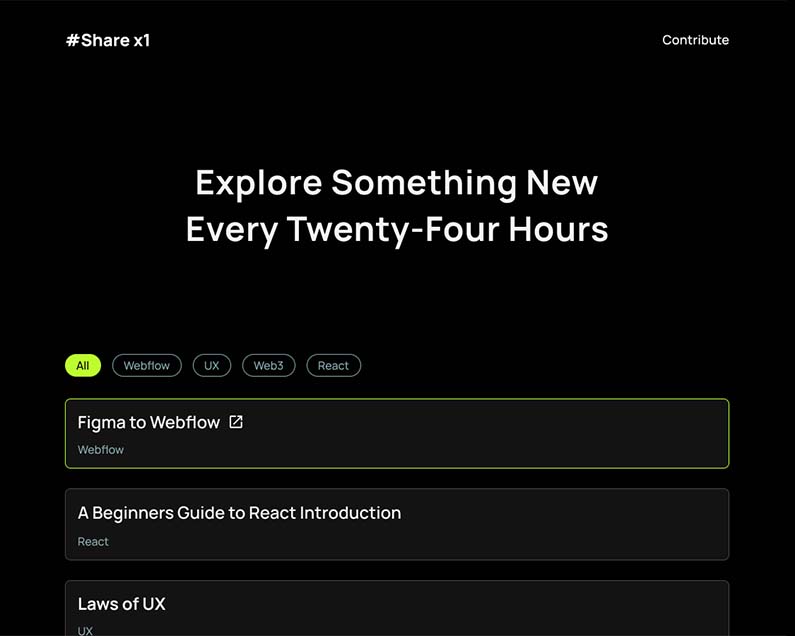 #Share x1
Contribute
Explore Something New
Every Twenty-Four Hours
All
Webflow
UX
Web3
React
Figma to Webflow
Webflow
A Beginners Guide to React Introduction
React
Laws of UX
UX